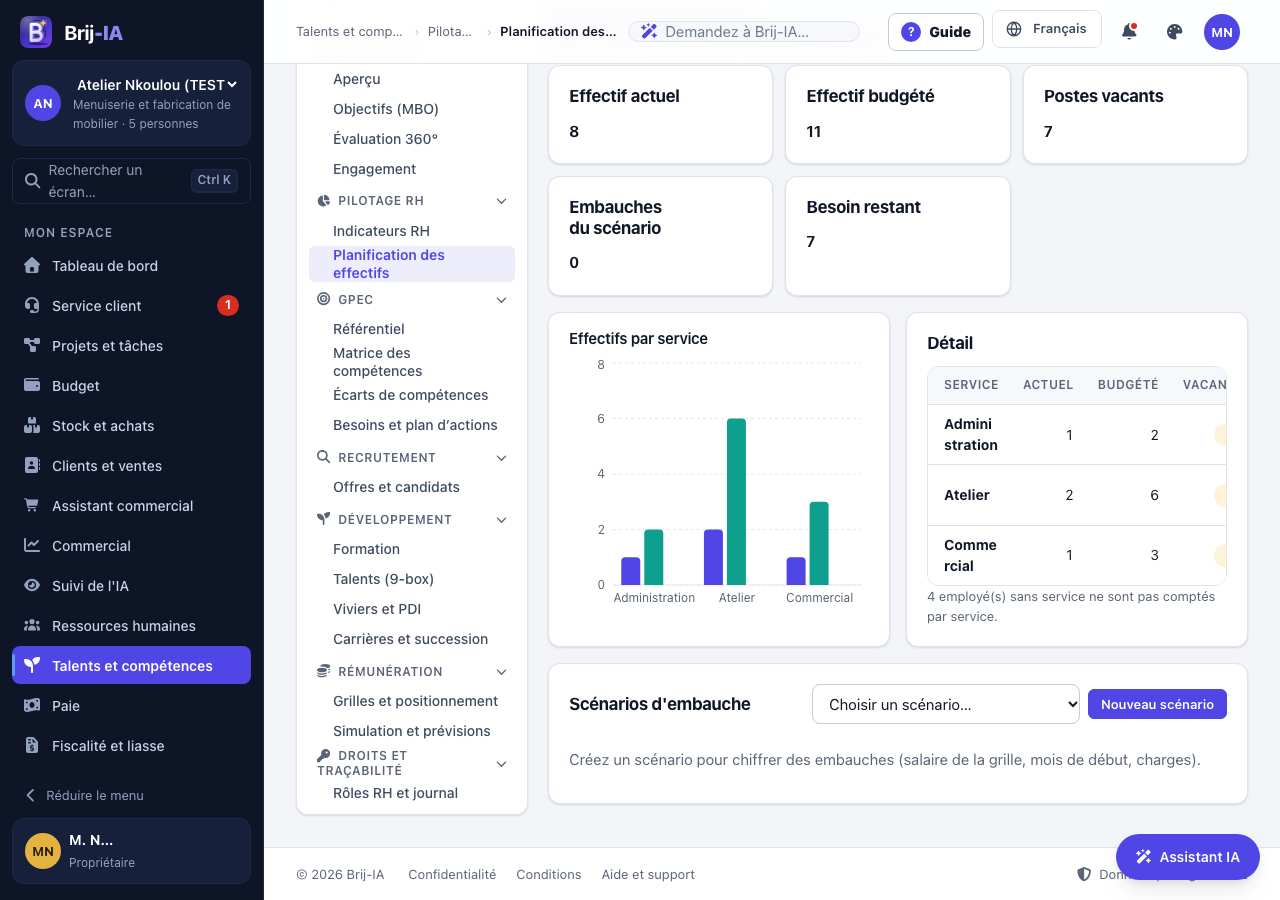 Brij-IA
AN
Atelier Nkoulou (TEST
Menuiserie et fabrication de
mobilier · 5 personnes
Rechercher un
écran...
Ctrl K
MON ESPACE
Tableau de bord
Service client
1
Projets et tâches
Budget
Stock et achats
Clients et ventes
Assistant commercial
Commercial
Suivi de l'IA
Ressources humaines
Talents et compétences
Paie
Fiscalité et liasse
Réduire le menu
MN
M. N...
Propriétaire
Talents et comp...
Pilota...
Planification des...
Demandez à Brij-IA...
? Guide
Français
MN
Aperçu
Objectifs (MBO)
Évaluation 360°
Engagement
PILOTAGE RH
Indicateurs RH
Planification des
effectifs
GPEC
Référentiel
Matrice des
compétences
Écarts de compétences
Besoins et plan d'actions
RECRUTEMENT
Offres et candidats
DÉVELOPPEMENT
Formation
Talents (9-box)
Viviers et PDI
Carrières et succession
RÉMUNÉRATION
Grilles et positionnement
Simulation et prévisions
DROITS ET
TRAÇABILITÉ
Rôles RH et journal
Effectif actuel
8
Effectif budgété
11
Postes vacants
7
Embauches
du scénario
0
Besoin restant
7
Effectifs par service
8
6
4
2
0
Administration
Atelier
Commercial
Détail
SERVICE ACTUEL BUDGÉTÉ VACAN
Admini
stration
1 2
Atelier 2 6
Comme
rcial
1 3
4 employé(s) sans service ne sont pas comptés
par service.
Scénarios d'embauche
Choisir un scénario...
Nouveau scénario
Créez un scénario pour chiffrer des embauches (salaire de la grille, mois de début, charges).
© 2026 Brij-IA
Confidentialité
Conditions
Aide et support
Assistant IA